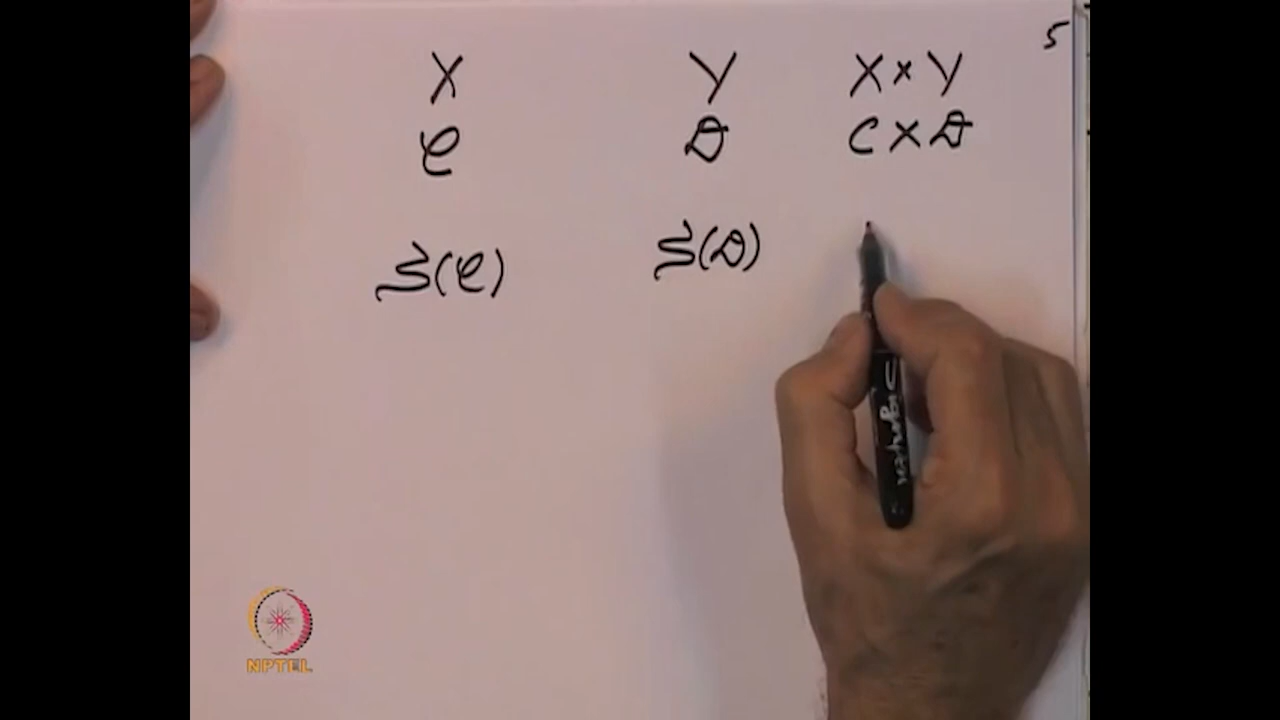 5
X Y X × Y
𝒞 𝒟 C × 𝒟
S(𝒞) S(𝒟)
NPTEL